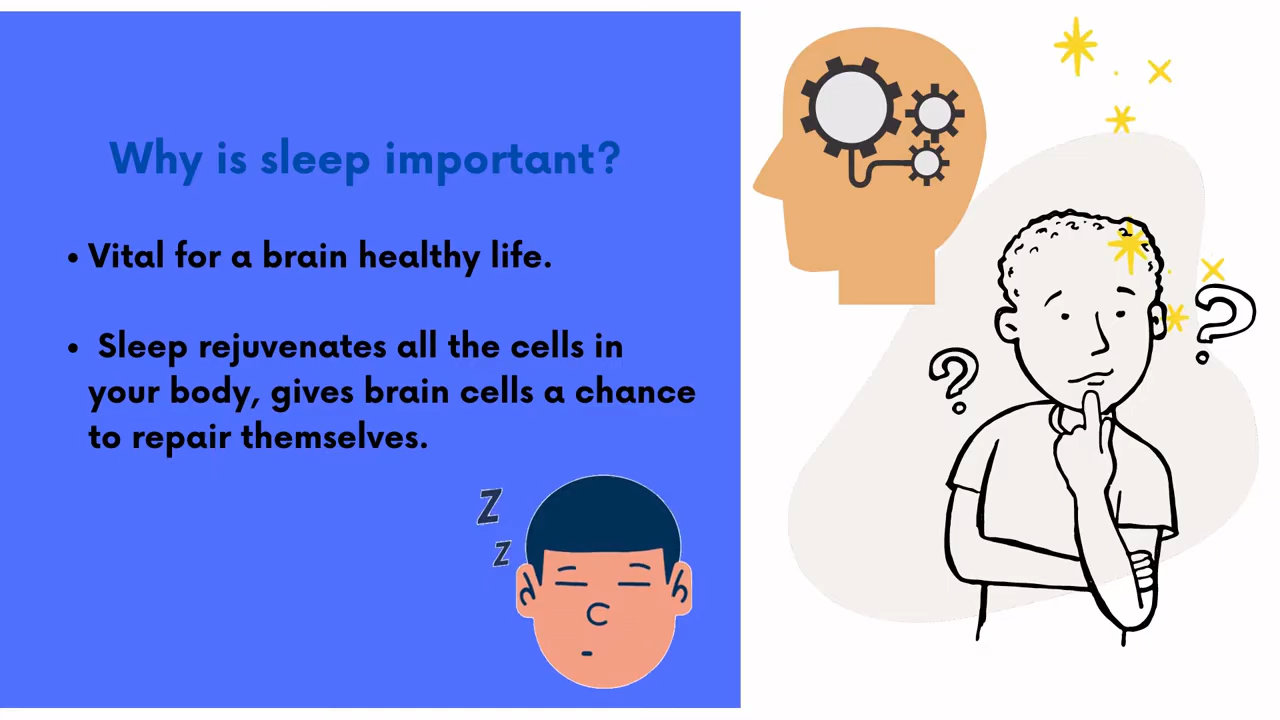 Why is sleep important?
• Vital for a brain healthy life.
• Sleep rejuvenates all the cells in
your body, gives brain cells a chance
to repair themselves.
Z
Z
?
?